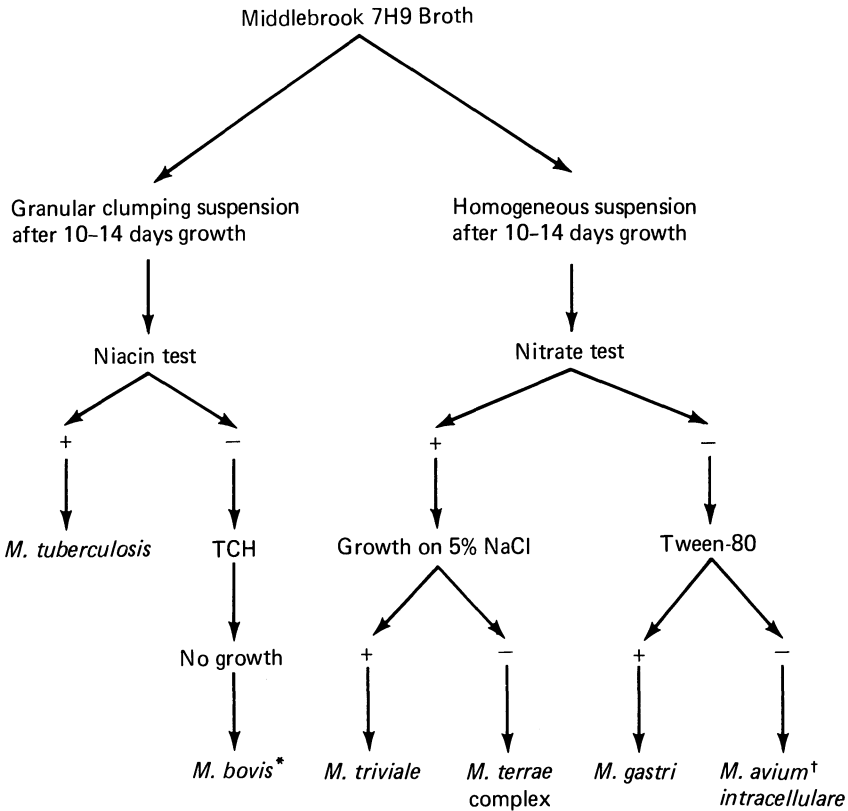 Middlebrook 7H9 Broth
Granular clumping suspension
after 10–14 days growth
Homogeneous suspension
after 10–14 days growth
Niacin test
Nitrate test
+
−
+
−
M. tuberculosis
TCH
Growth on 5% NaCl
Tween-80
No growth
+
−
+
−
M. bovis*
M. triviale
M. terrae
complex
M. gastri
M. avium†
intracellulare